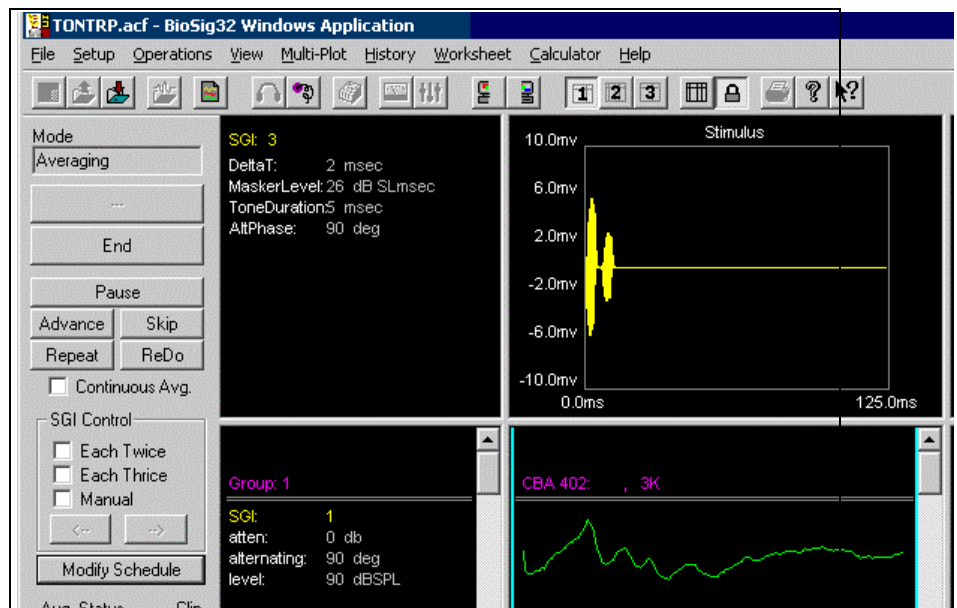 TONTRP.acf - BioSig32 Windows Application
File Setup Operations View Multi-Plot History Worksheet Calculator Help
1 2 3
Mode
Averaging
---
End
Pause
Advance Skip
Repeat ReDo
Continuous Avg.
SGI Control
Each Twice
Each Thrice
Manual
<-- -->
Modify Schedule
Avg. Status Clip
SGI: 3
DeltaT: 2 msec
MaskerLevel: 26 dB SLmsec
ToneDuration: 5 msec
AltPhase: 90 deg
Stimulus
10.0mv
6.0mv
2.0mv
-2.0mv
-6.0mv
-10.0mv
0.0ms 125.0ms
Group: 1
SGI: 1
atten: 0 db
alternating: 90 deg
level: 90 dBSPL
CBA 402: , 3K